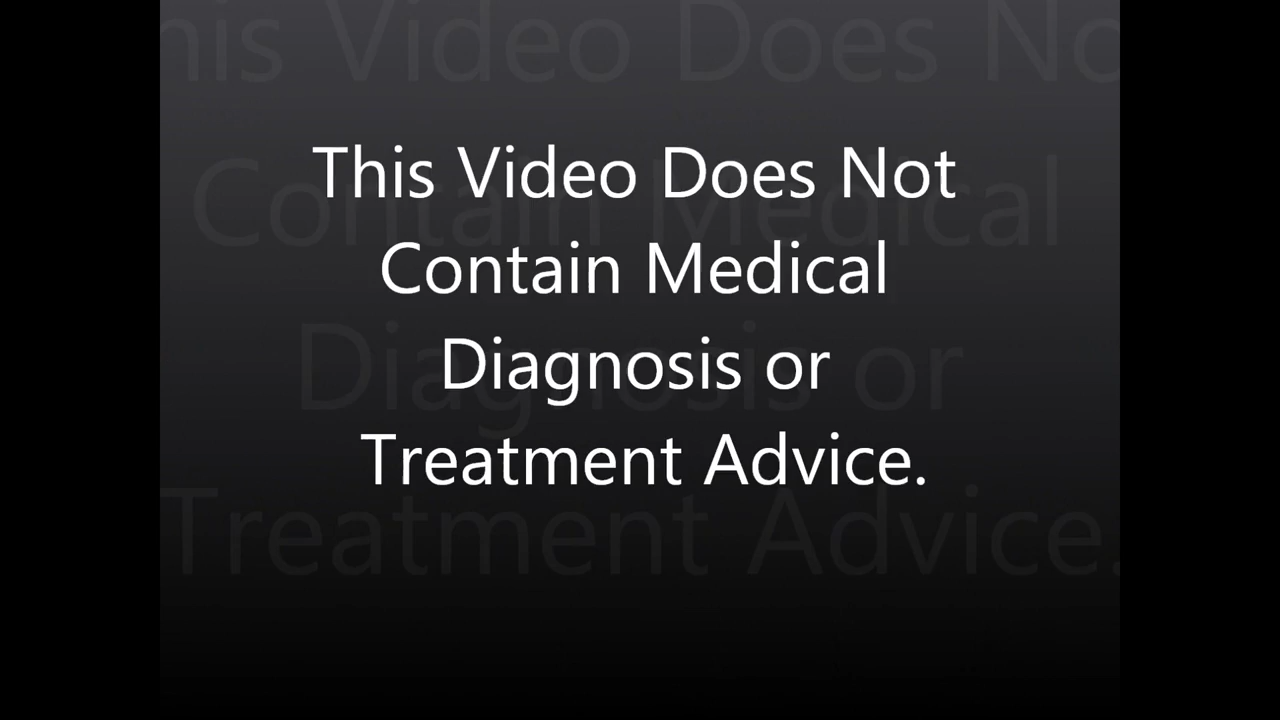 This Video Does Not
Contain Medical
Diagnosis or
Treatment Advice.